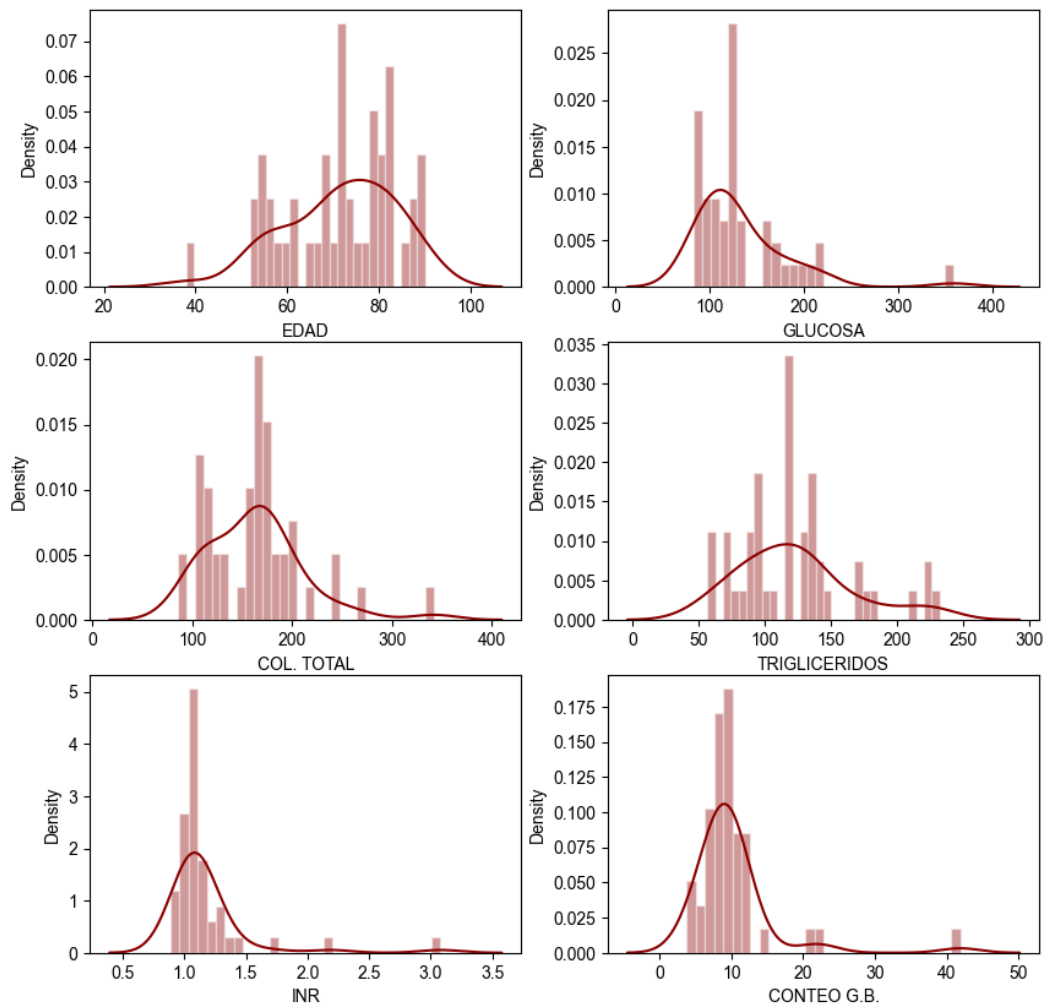 0.07
0.06
0.05
0.04
0.03
0.02
0.01
0.00
Density
20 40 60 80 100
EDAD
0.025
0.020
0.015
0.010
0.005
0.000
Density
0 100 200 300 400
GLUCOSA
0.020
0.015
0.010
0.005
0.000
Density
0 100 200 300 400
COL. TOTAL
0.035
0.030
0.025
0.020
0.015
0.010
0.005
0.000
Density
0 50 100 150 200 250 300
TRIGLICERIDOS
5
4
3
2
1
0
Density
0.5 1.0 1.5 2.0 2.5 3.0 3.5
INR
0.175
0.150
0.125
0.100
0.075
0.050
0.025
0.000
Density
0 10 20 30 40 50
CONTEO G.B.